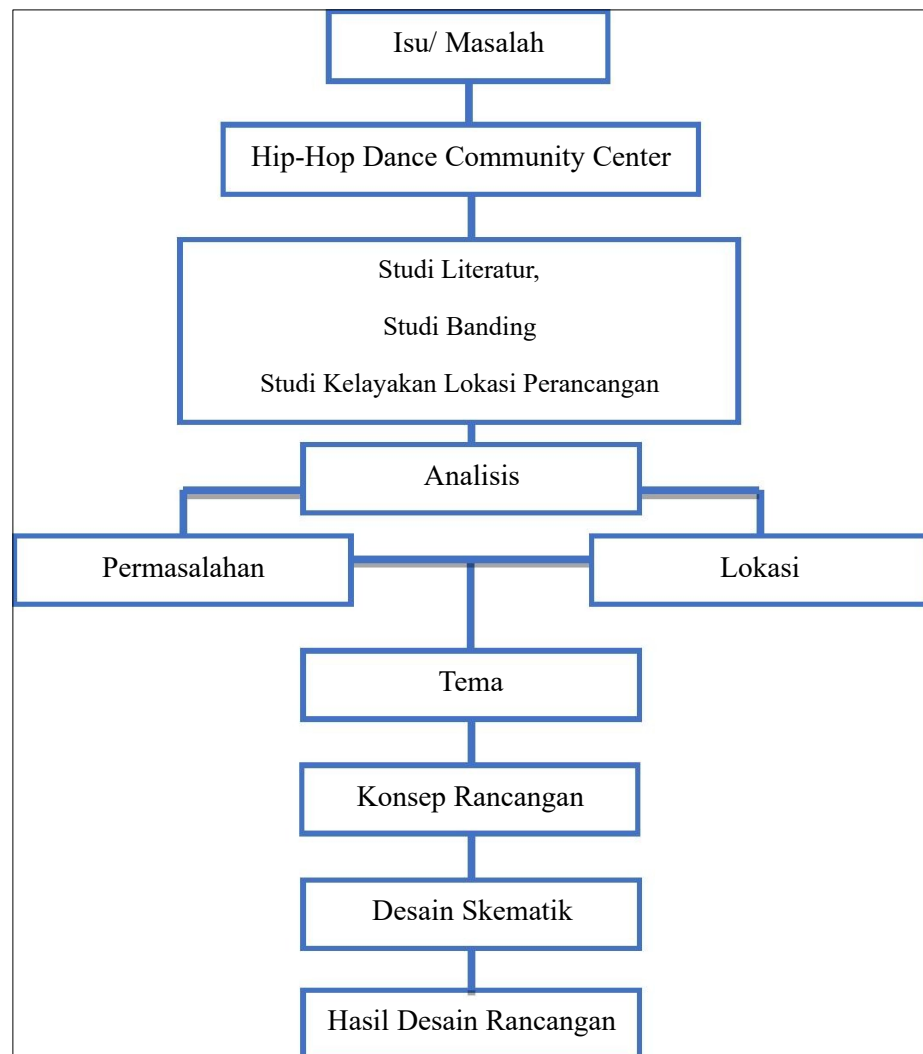 Isu/ Masalah
Hip-Hop Dance Community Center
Studi Literatur,
Studi Banding
Studi Kelayakan Lokasi Perancangan
Analisis
Permasalahan
Lokasi
Tema
Konsep Rancangan
Desain Skematik
Hasil Desain Rancangan